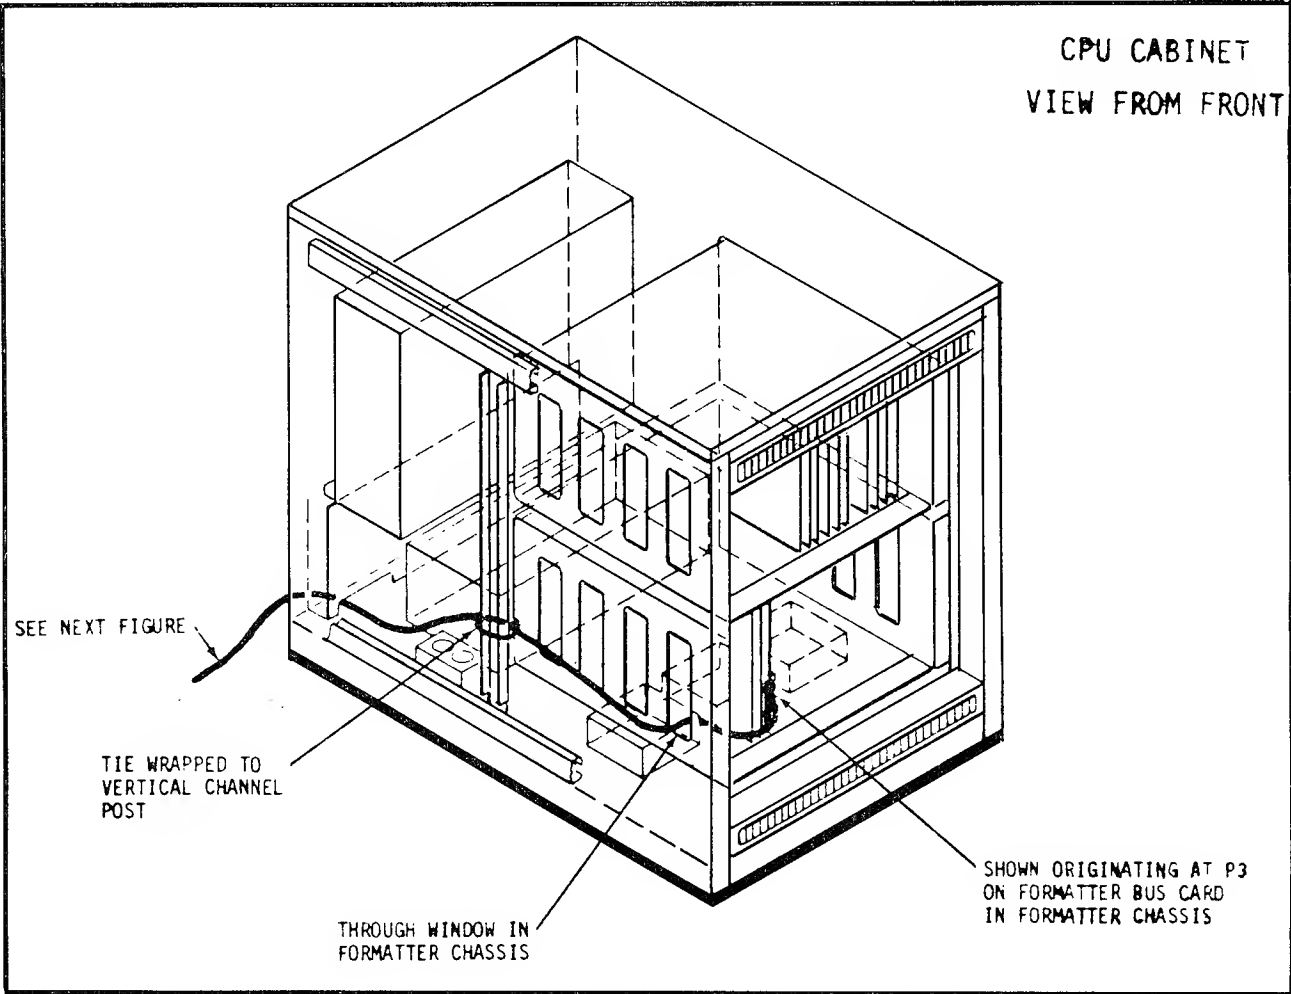 CPU CABINET
VIEW FROM FRONT
SEE NEXT FIGURE
TIE WRAPPED TO
VERTICAL CHANNEL
POST
THROUGH WINDOW IN
FORMATTER CHASSIS
SHOWN ORIGINATING AT P3
ON FORMATTER BUS CARD
IN FORMATTER CHASSIS